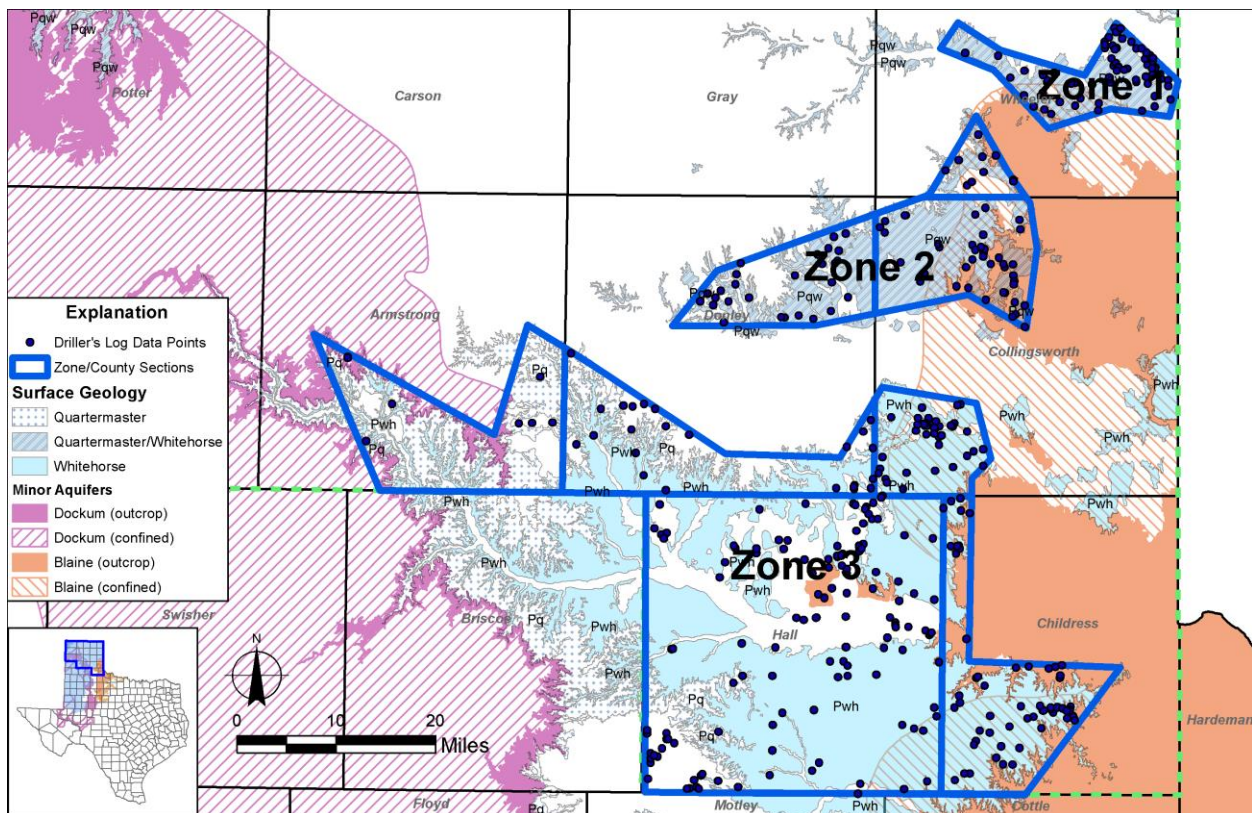 Pqw
Pqw
Pqw
Potter
Carson
Gray
Pqw
Pqw
Zone 1
Wheeler
Pqw
Zone 2
Pqw
Pqw
Donley
Pqw
Pqw
Collingsworth
Armstrong
Explanation
Driller's Log Data Points
Zone/County Sections
Surface Geology
Quartermaster
Quartermaster/Whitehorse
Whitehorse
Minor Aquifers
Dockum (outcrop)
Dockum (confined)
Blaine (outcrop)
Blaine (confined)
Pq
Pq
Pwh
Pwh
Pwh
Pwh
Pq
Pwh
Pq
Pwh
Pwh
Pwh
Pwh
Pwh
Zone 3
Pwh
Pwh
Pwh
Swisher
Briscoe
Pq
Pwh
Hall
Childress
Pwh
N
0
10
20
Miles
Pq
Pwh
Pq
Hardeman
Floyd
Pq
Motley
Pwh
Cottle